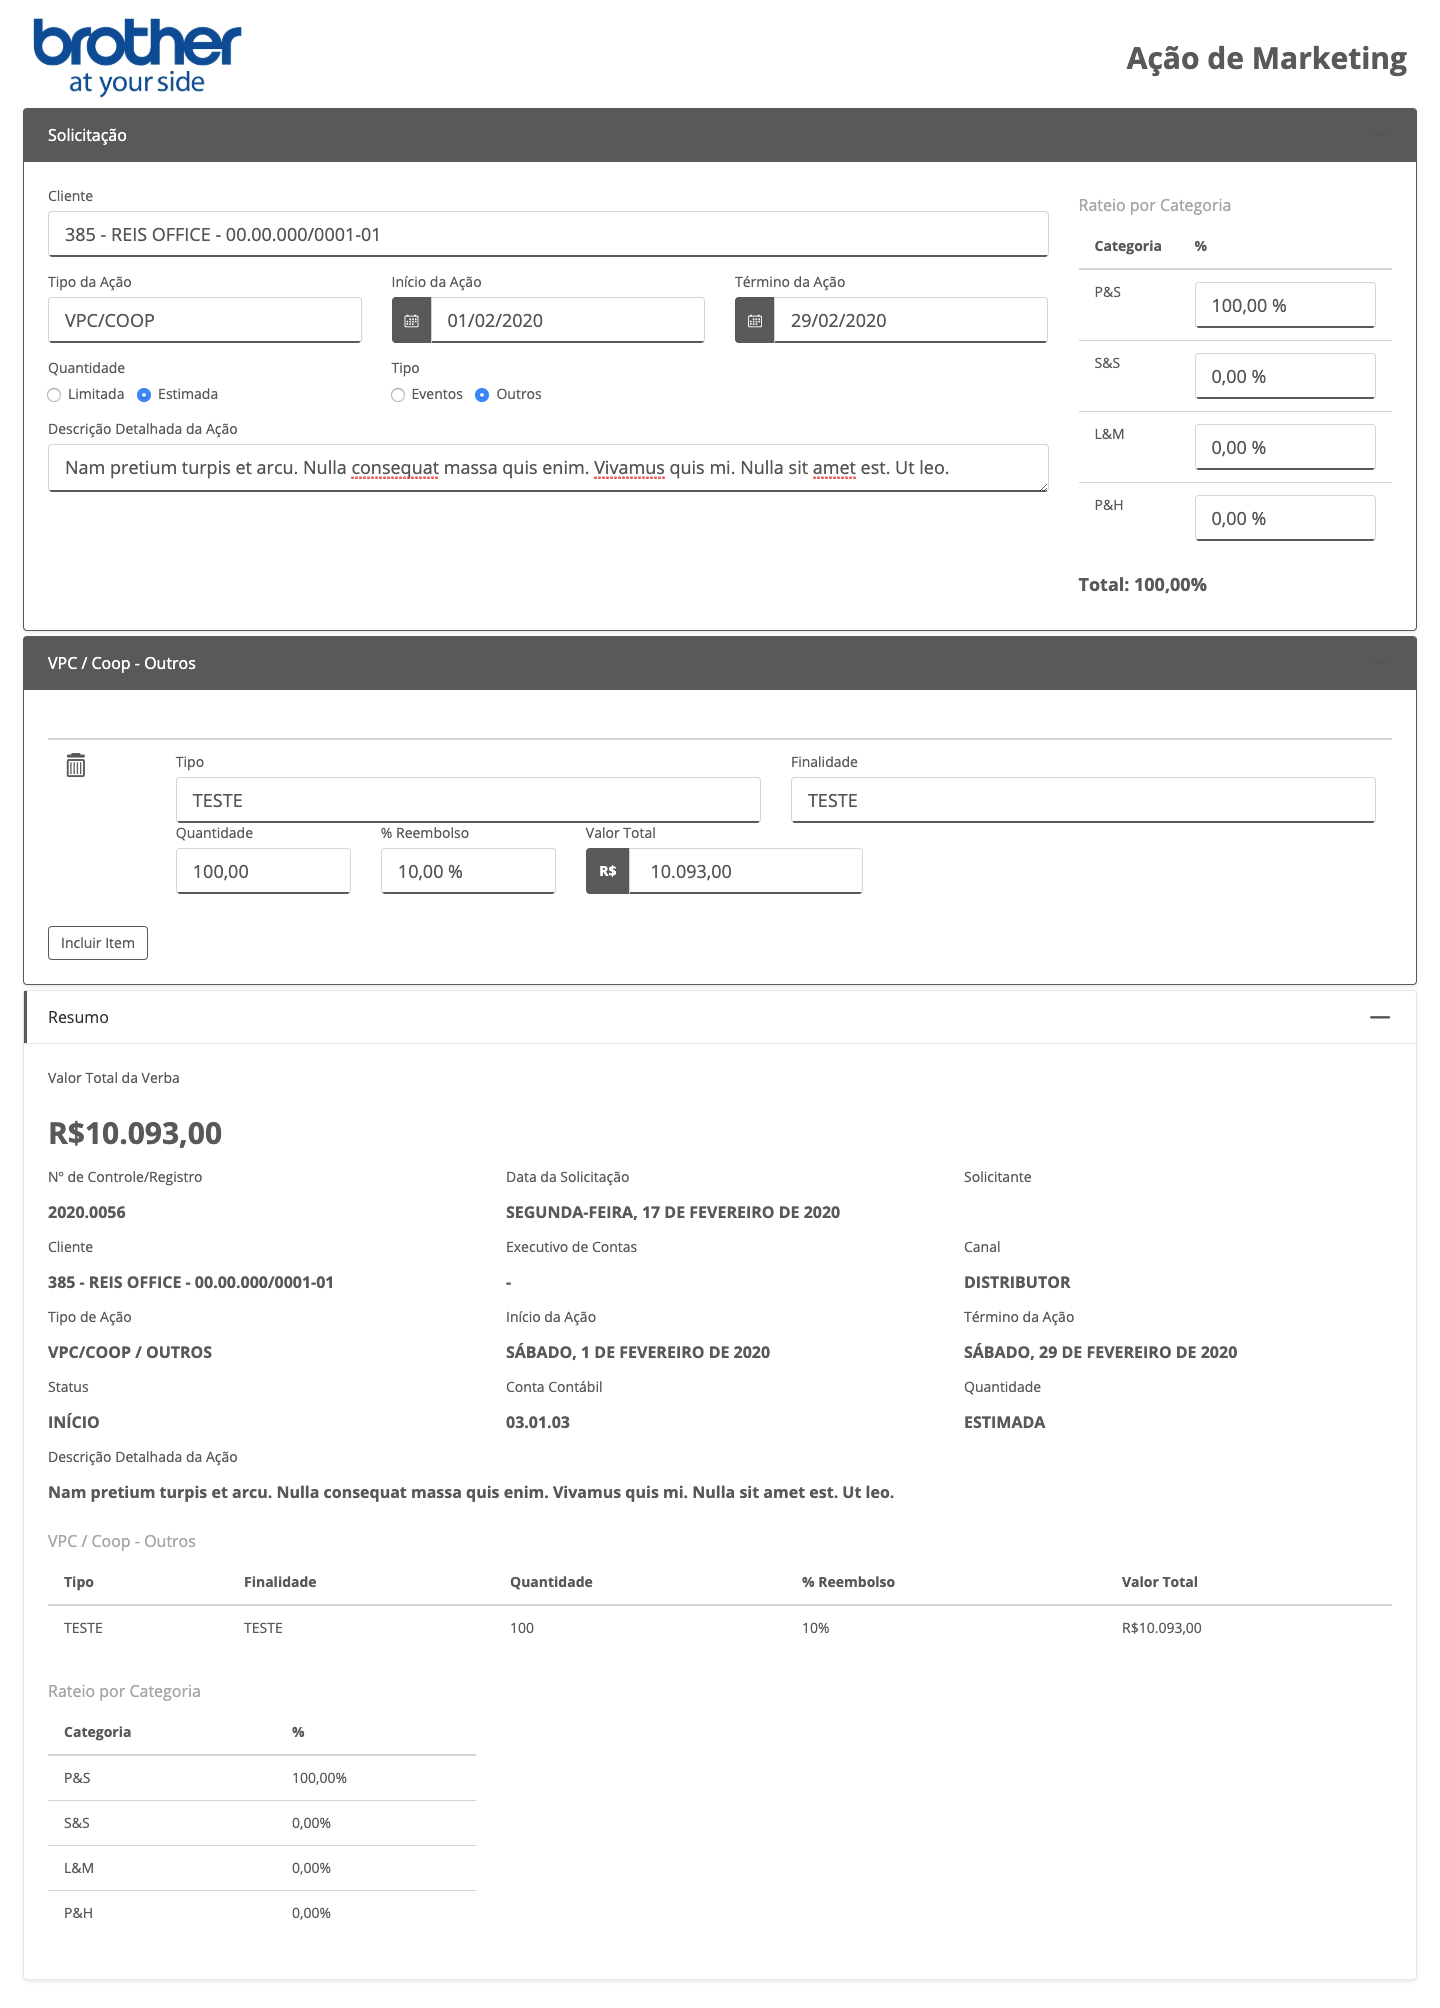 brother
at your side
Ação de Marketing
Solicitação
Cliente
385 - REIS OFFICE - 00.00.000/0001-01
Tipo da Ação
Início da Ação
Término da Ação
VPC/COOP
01/02/2020
29/02/2020
Quantidade
Tipo
Limitada
Estimada
Eventos
Outros
Descrição Detalhada da Ação
Nam pretium turpis et arcu. Nulla consequat massa quis enim. Vivamus quis mi. Nulla sit amet est. Ut leo.
Rateio por Categoria
Categoria %
P&S 100,00 %
S&S 0,00 %
L&M 0,00 %
P&H 0,00 %
Total: 100,00%
VPC / Coop - Outros
Tipo
Finalidade
TESTE
TESTE
Quantidade
% Reembolso
Valor Total
100,00
10,00 %
R$ 10.093,00
Incluir Item
Resumo
Valor Total da Verba
R$10.093,00
Nº de Controle/Registro
Data da Solicitação
Solicitante
2020.0056
SEGUNDA-FEIRA, 17 DE FEVEREIRO DE 2020
Cliente
Executivo de Contas
Canal
385 - REIS OFFICE - 00.00.000/0001-01
-
DISTRIBUTOR
Tipo de Ação
Início da Ação
Término da Ação
VPC/COOP / OUTROS
SÁBADO, 1 DE FEVEREIRO DE 2020
SÁBADO, 29 DE FEVEREIRO DE 2020
Status
Conta Contábil
Quantidade
INÍCIO
03.01.03
ESTIMADA
Descrição Detalhada da Ação
Nam pretium turpis et arcu. Nulla consequat massa quis enim. Vivamus quis mi. Nulla sit amet est. Ut leo.
VPC / Coop - Outros
Tipo Finalidade Quantidade % Reembolso Valor Total
TESTE TESTE 100 10% R$10.093,00
Rateio por Categoria
Categoria %
P&S 100,00%
S&S 0,00%
L&M 0,00%
P&H 0,00%